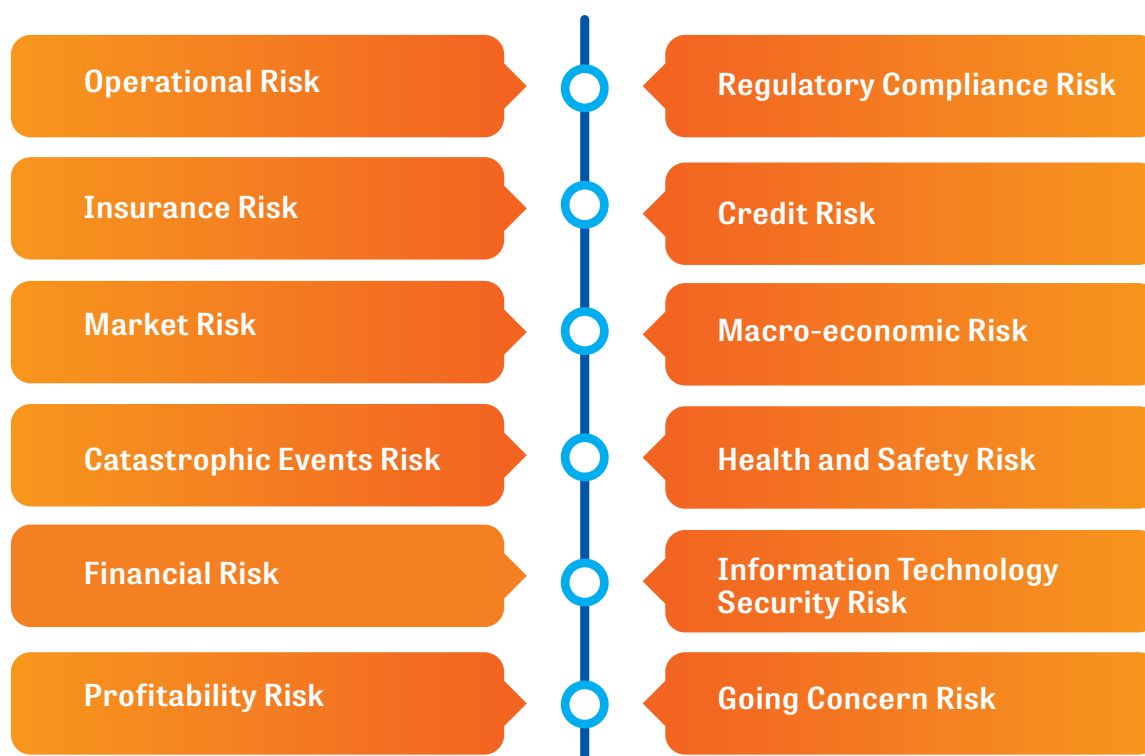 Operational Risk
Regulatory Compliance Risk
Insurance Risk
Credit Risk
Market Risk
Macro-economic Risk
Catastrophic Events Risk
Health and Safety Risk
Financial Risk
Information Technology
Security Risk
Profitability Risk
Going Concern Risk